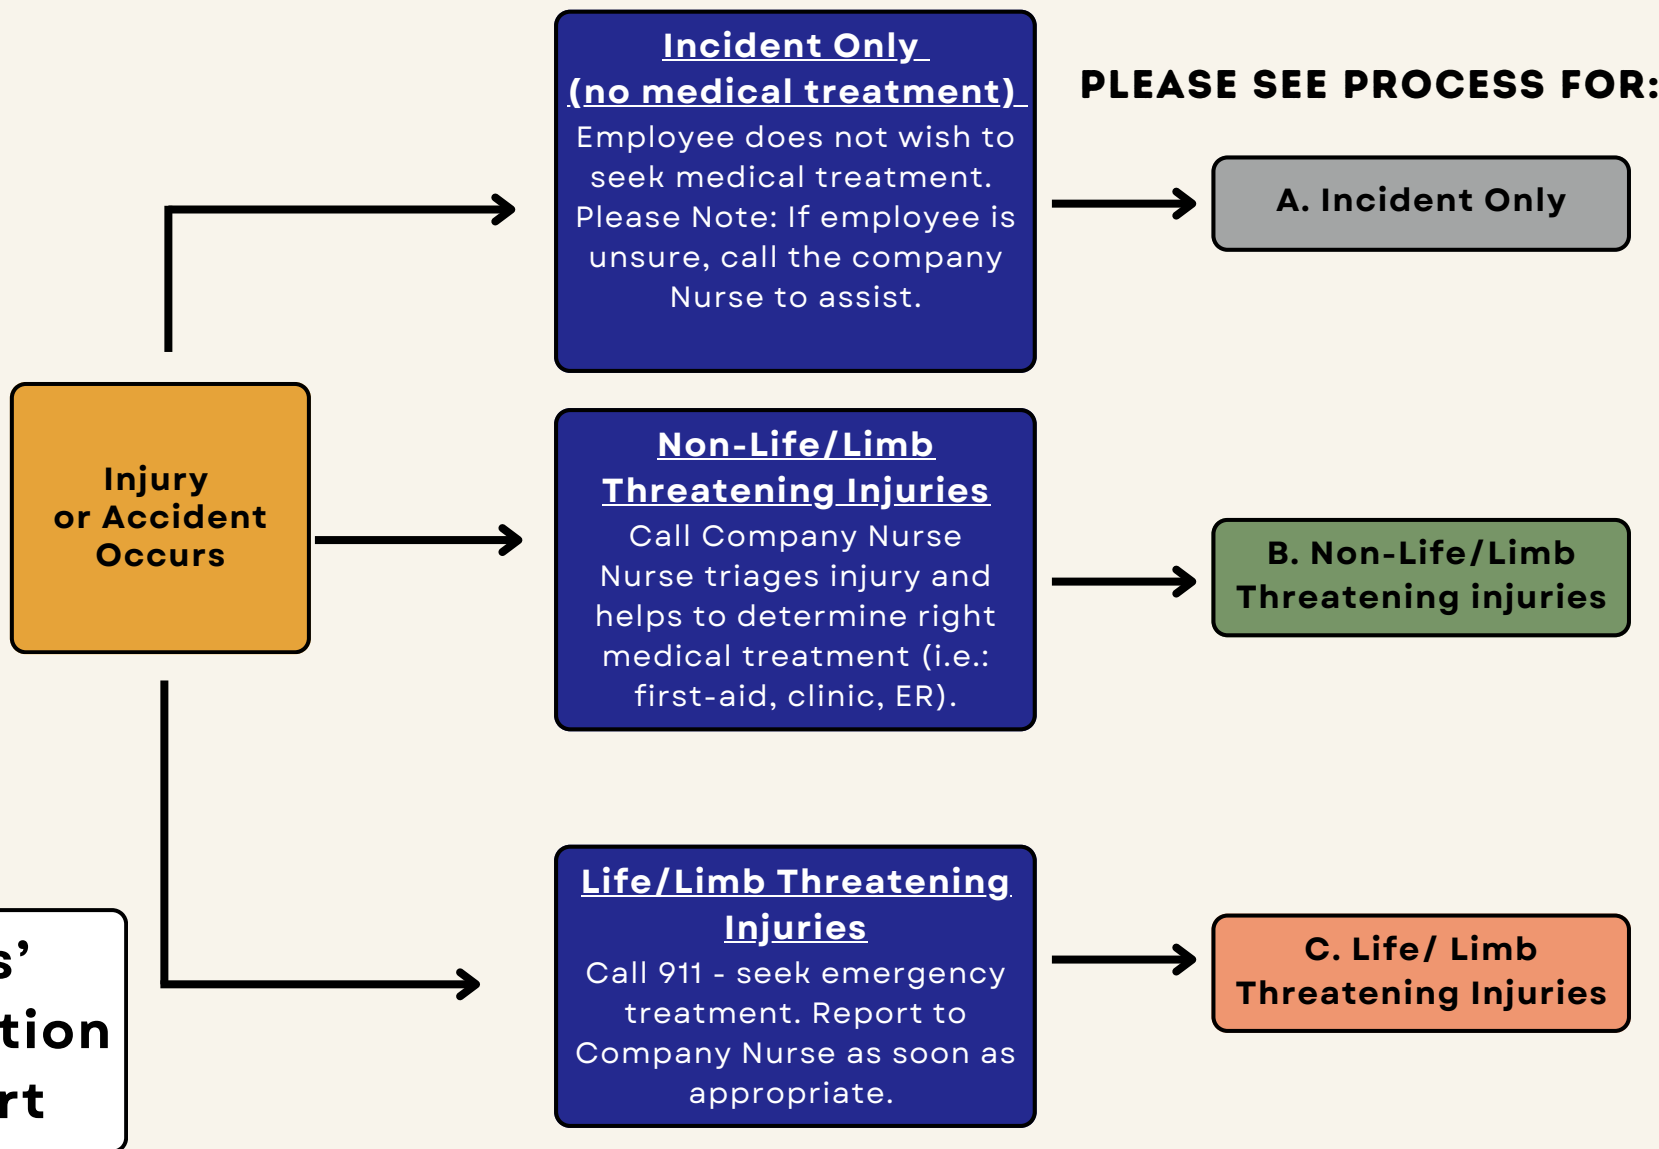 Incident Only
(no medical treatment)
Employee does not wish to
seek medical treatment.
Please Note: If employee is
unsure, call the company
Nurse to assist.
PLEASE SEE PROCESS FOR:
A. Incident Only
Injury
or Accident
Occurs
Non-Life/Limb
Threatening Injuries
Call Company Nurse
Nurse triages injury and
helps to determine right
medical treatment (i.e.:
first-aid, clinic, ER).
B. Non-Life/Limb
Threatening injuries
Life/Limb Threatening
Injuries
Call 911 - seek emergency
treatment. Report to
Company Nurse as soon as
appropriate.
C. Life/ Limb
Threatening Injuries
s’
tion
rt